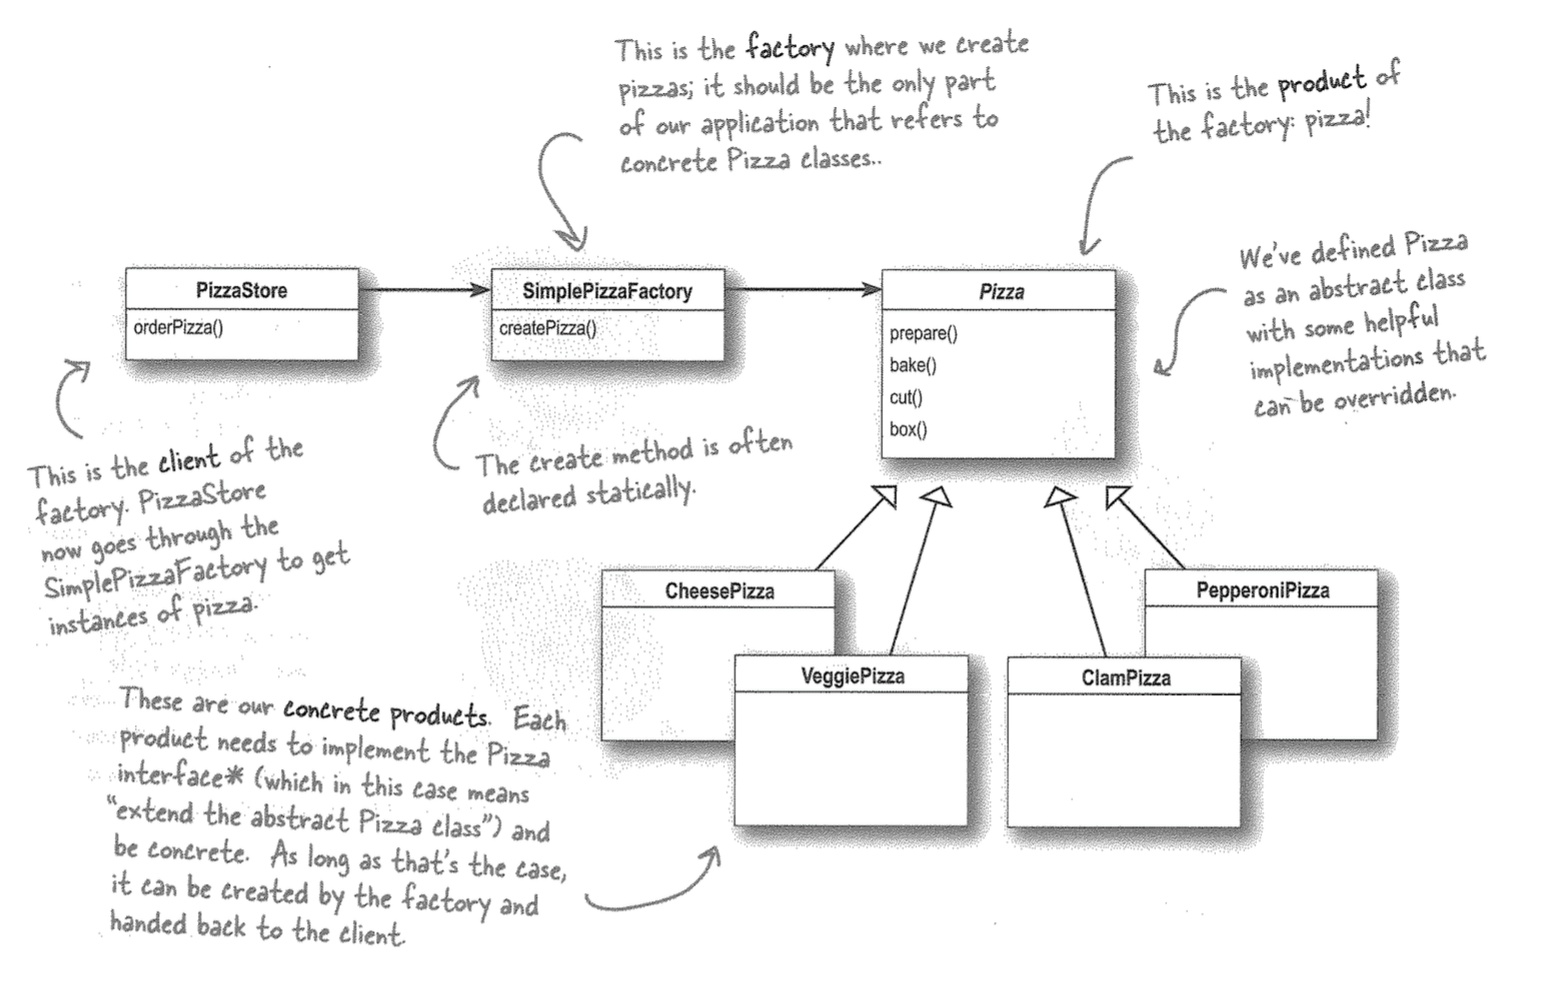 This is the factory where we create
pizzas; it should be the only part
of our application that refers to
concrete Pizza classes..
This is the product of
the factory: pizza!
We've defined Pizza
as an abstract class
with some helpful
implementations that
can be overridden.
PizzaStore
orderPizza()
SimplePizzaFactory
createPizza()
Pizza
prepare()
bake()
cut()
box()
This is the client of the
factory. PizzaStore
now goes through the
SimplePizzaFactory to get
instances of pizza.
The create method is often
declared statically.
CheesePizza
VeggiePizza
ClamPizza
PepperoniPizza
These are our concrete products. Each
product needs to implement the Pizza
interface* (which in this case means
“extend the abstract Pizza class”) and
be concrete. As long as that's the case,
it can be created by the factory and
handed back to the client.